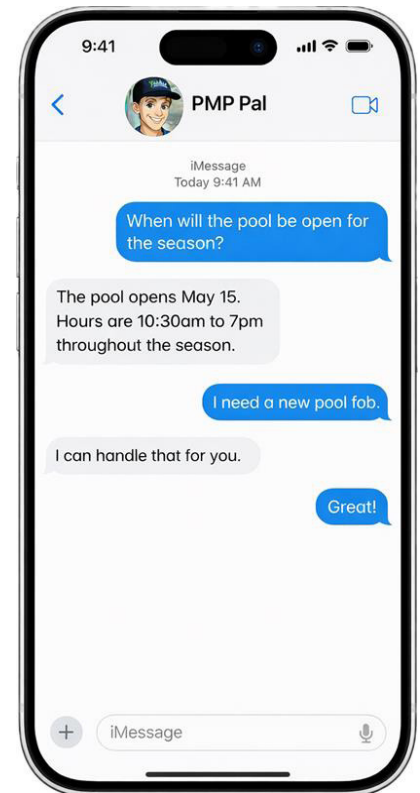 9:41
PMP Pal
iMessage
Today 9:41 AM
When will the pool be open for
the season?
The pool opens May 15.
Hours are 10:30am to 7pm
throughout the season.
I need a new pool fob.
I can handle that for you.
Great!
iMessage